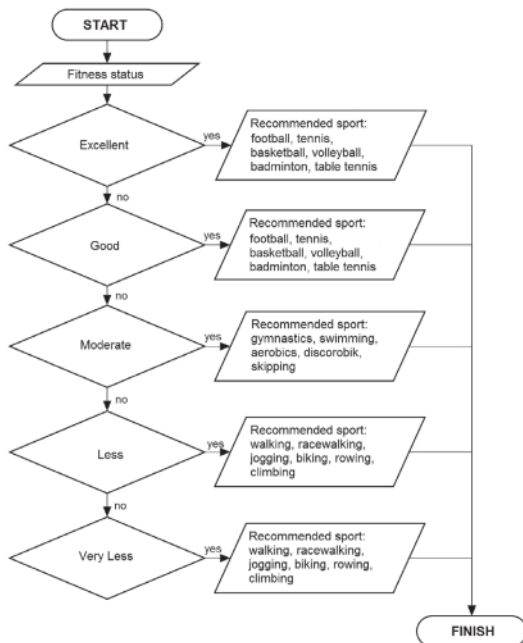 START
Fitness status
Excellent
yes
Recommended sport:
football, tennis,
basketball, volleyball,
badminton, table tennis
no
Good
yes
Recommended sport:
football, tennis,
basketball, volleyball,
badminton, table tennis
no
Moderate
yes
Recommended sport:
gymnastics, swimming,
aerobics, discorobik,
skipping
no
Less
yes
Recommended sport:
walking, racewalking,
jogging, biking, rowing,
climbing
no
Very Less
yes
Recommended sport:
walking, racewalking,
jogging, biking, rowing,
climbing
FINISH